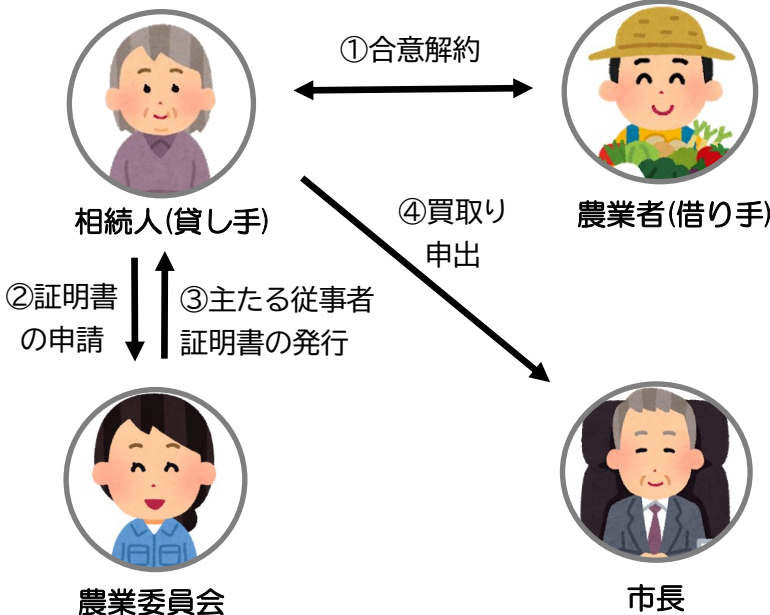 ①合意解約
相続人(貸し手)
農業者(借り手)
④買取り
申出
②証明書
の申請
③主たる従事者
証明書の発行
農業委員会
市長